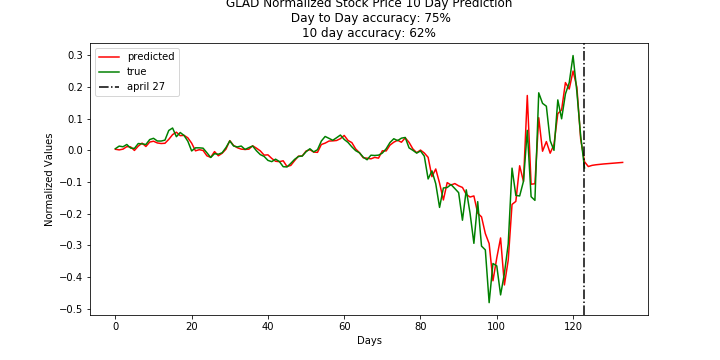 GLAD Normalized Stock Price 10 Day Prediction
Day to Day accuracy: 75%
10 day accuracy: 62%
predicted
true
april 27
Normalized Values
0.3
0.2
0.1
0.0
−0.1
−0.2
−0.3
−0.4
−0.5
0 20 40 60 80 100 120
Days